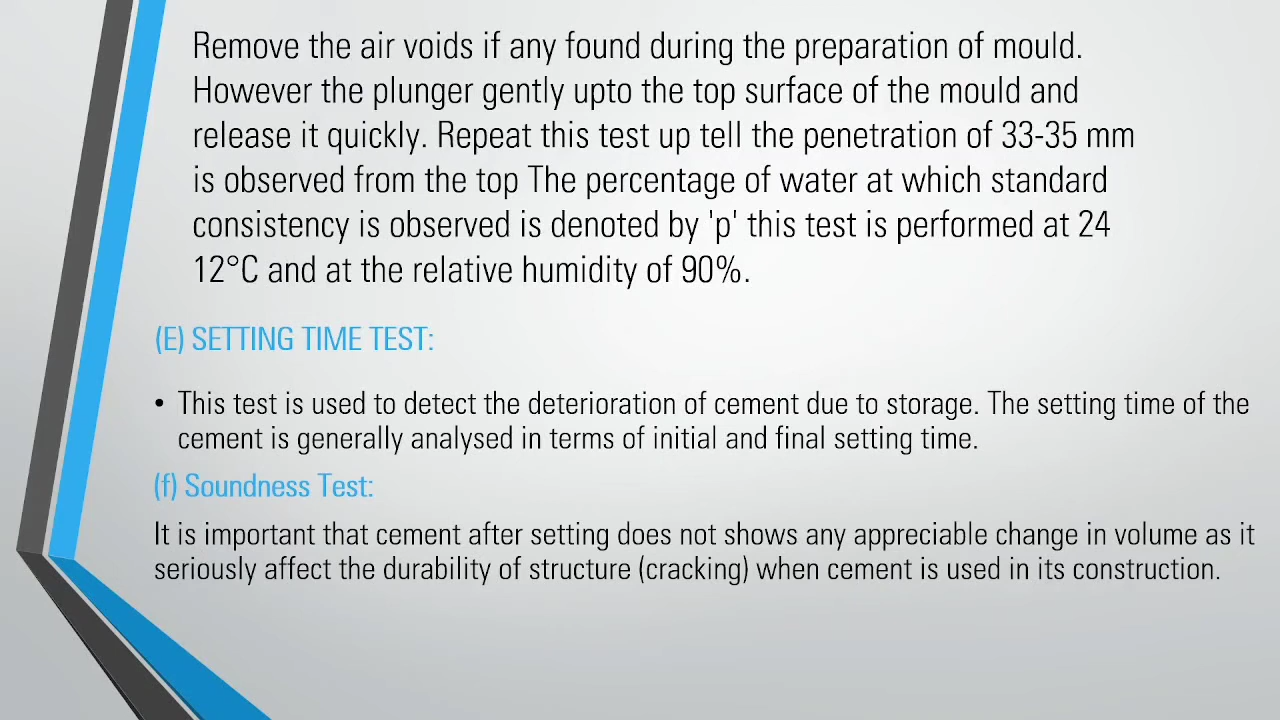 Remove the air voids if any found during the preparation of mould.
However the plunger gently upto the top surface of the mould and
release it quickly. Repeat this test up tell the penetration of 33-35 mm
is observed from the top The percentage of water at which standard
consistency is observed is denoted by 'p' this test is performed at 24
12°C and at the relative humidity of 90%.
(E) SETTING TIME TEST:
• This test is used to detect the deterioration of cement due to storage. The setting time of the
cement is generally analysed in terms of initial and final setting time.
(f) Soundness Test:
It is important that cement after setting does not shows any appreciable change in volume as it
seriously affect the durability of structure (cracking) when cement is used in its construction.